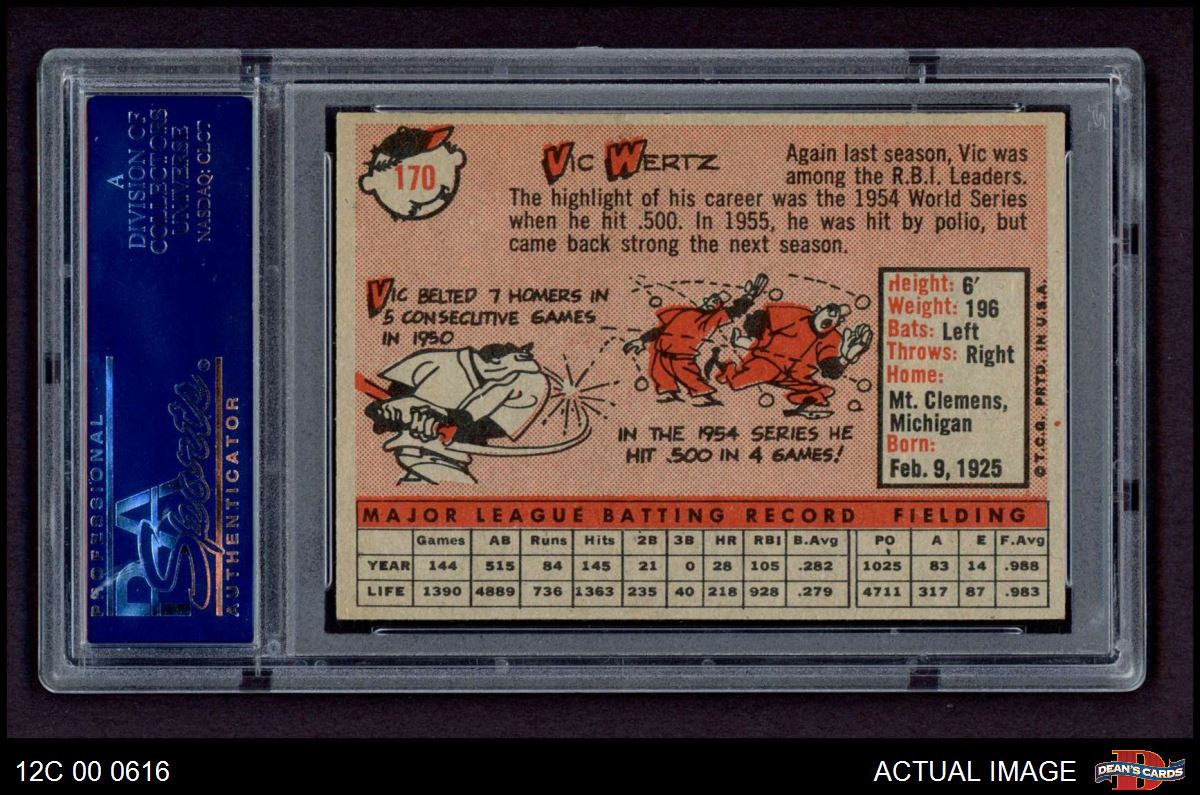 A
DIVISION OF
COLLECTORS
UNIVERSE
NASDAQ: CLCT
PROFESSIONAL
PSA
Sports
AUTHENTICATOR
170
Vic Wertz
Again last season, Vic was
among the R.B.I. Leaders.
The highlight of his career was the 1954 World Series
when he hit .500. In 1955, he was hit by polio, but
came back strong the next season.
VIC BELTED 7 HOMERS IN
5 CONSECUTIVE GAMES
IN 1950
IN THE 1954 SERIES HE
HIT .500 IN 4 GAMES!
Height: 6'
Weight: 196
Bats: Left
Throws: Right
Home:
Mt. Clemens,
Michigan
Born:
Feb. 9, 1925
©T.C.G. PRTD. IN U.S.A.
MAJOR LEAGUE BATTING RECORD FIELDING
Games AB Runs Hits 2B 3B HR RBI B.Avg PO A E F.Avg
YEAR 144 515 84 145 21 0 28 105 .282 1025 83 14 .988
LIFE 1390 4889 736 1363 235 40 218 928 .279 4711 317 87 .983
12C 00 0616
ACTUAL IMAGE
D
DEAN'S CARDS